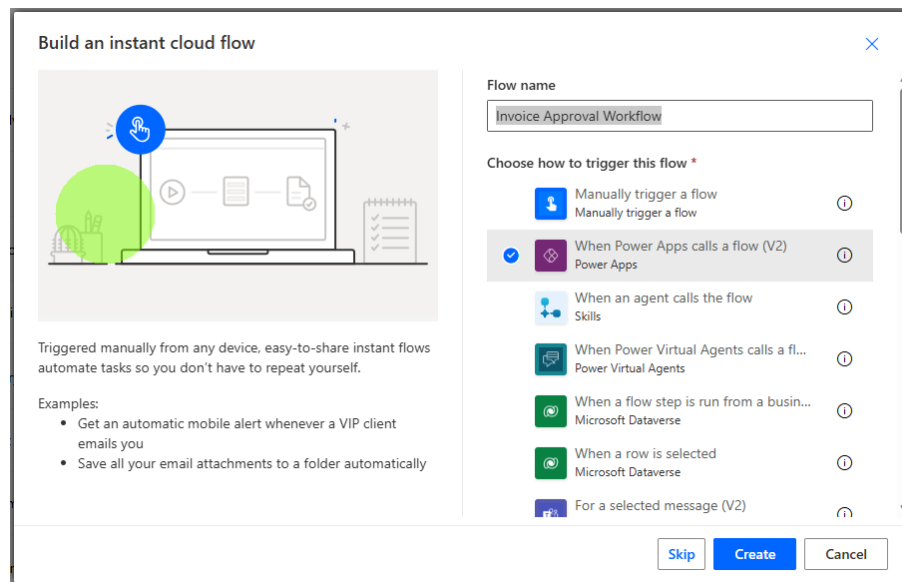 Build an instant cloud flow
Flow name
Invoice Approval Workflow
Choose how to trigger this flow *
Manually trigger a flow
Manually trigger a flow
When Power Apps calls a flow (V2)
Power Apps
When an agent calls the flow
Skills
When Power Virtual Agents calls a fl...
Power Virtual Agents
When a flow step is run from a busin...
Microsoft Dataverse
When a row is selected
Microsoft Dataverse
For a selected message (V2)
Triggered manually from any device, easy-to-share instant flows
automate tasks so you don't have to repeat yourself.
Examples:
• Get an automatic mobile alert whenever a VIP client
emails you
• Save all your email attachments to a folder automatically
Skip
Create
Cancel